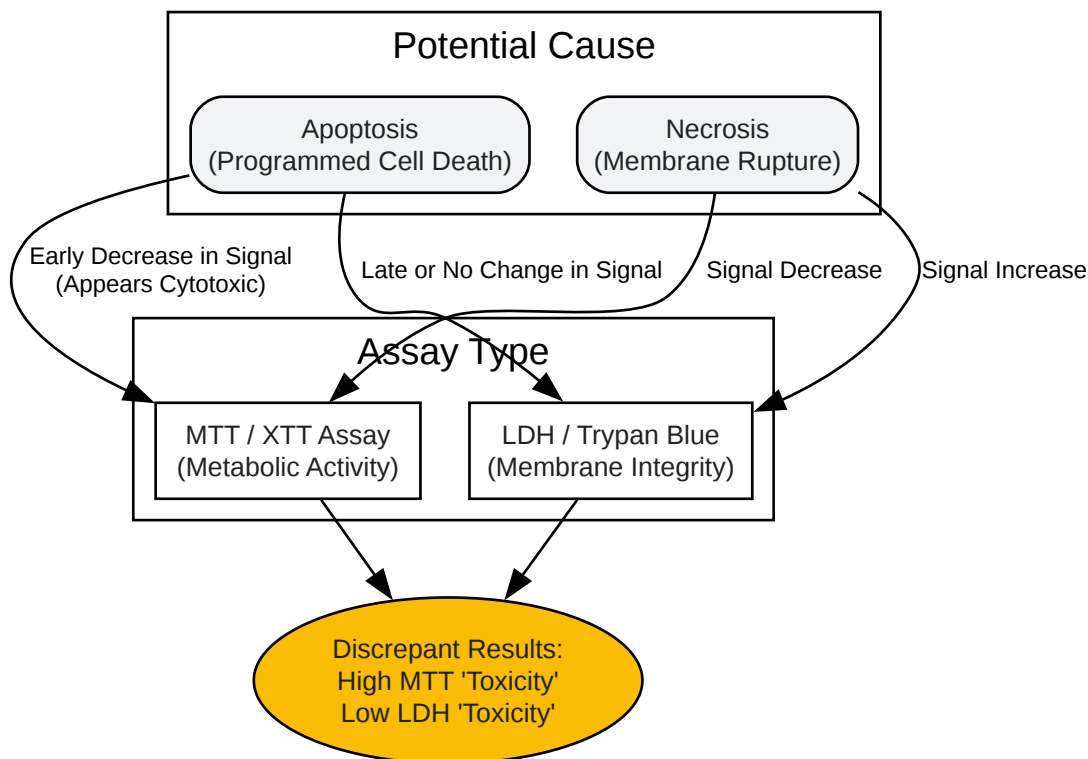 Potential Cause
Apoptosis
(Programmed Cell Death)
Necrosis
(Membrane Rupture)
Early Decrease in Signal
(Appears Cytotoxic)
Late or No Change in Signal
Signal Decrease
Signal Increase
Assay Type
MTT / XTT Assay
(Metabolic Activity)
LDH / Trypan Blue
(Membrane Integrity)
Discrepant Results:
High MTT 'Toxicity'
Low LDH 'Toxicity'